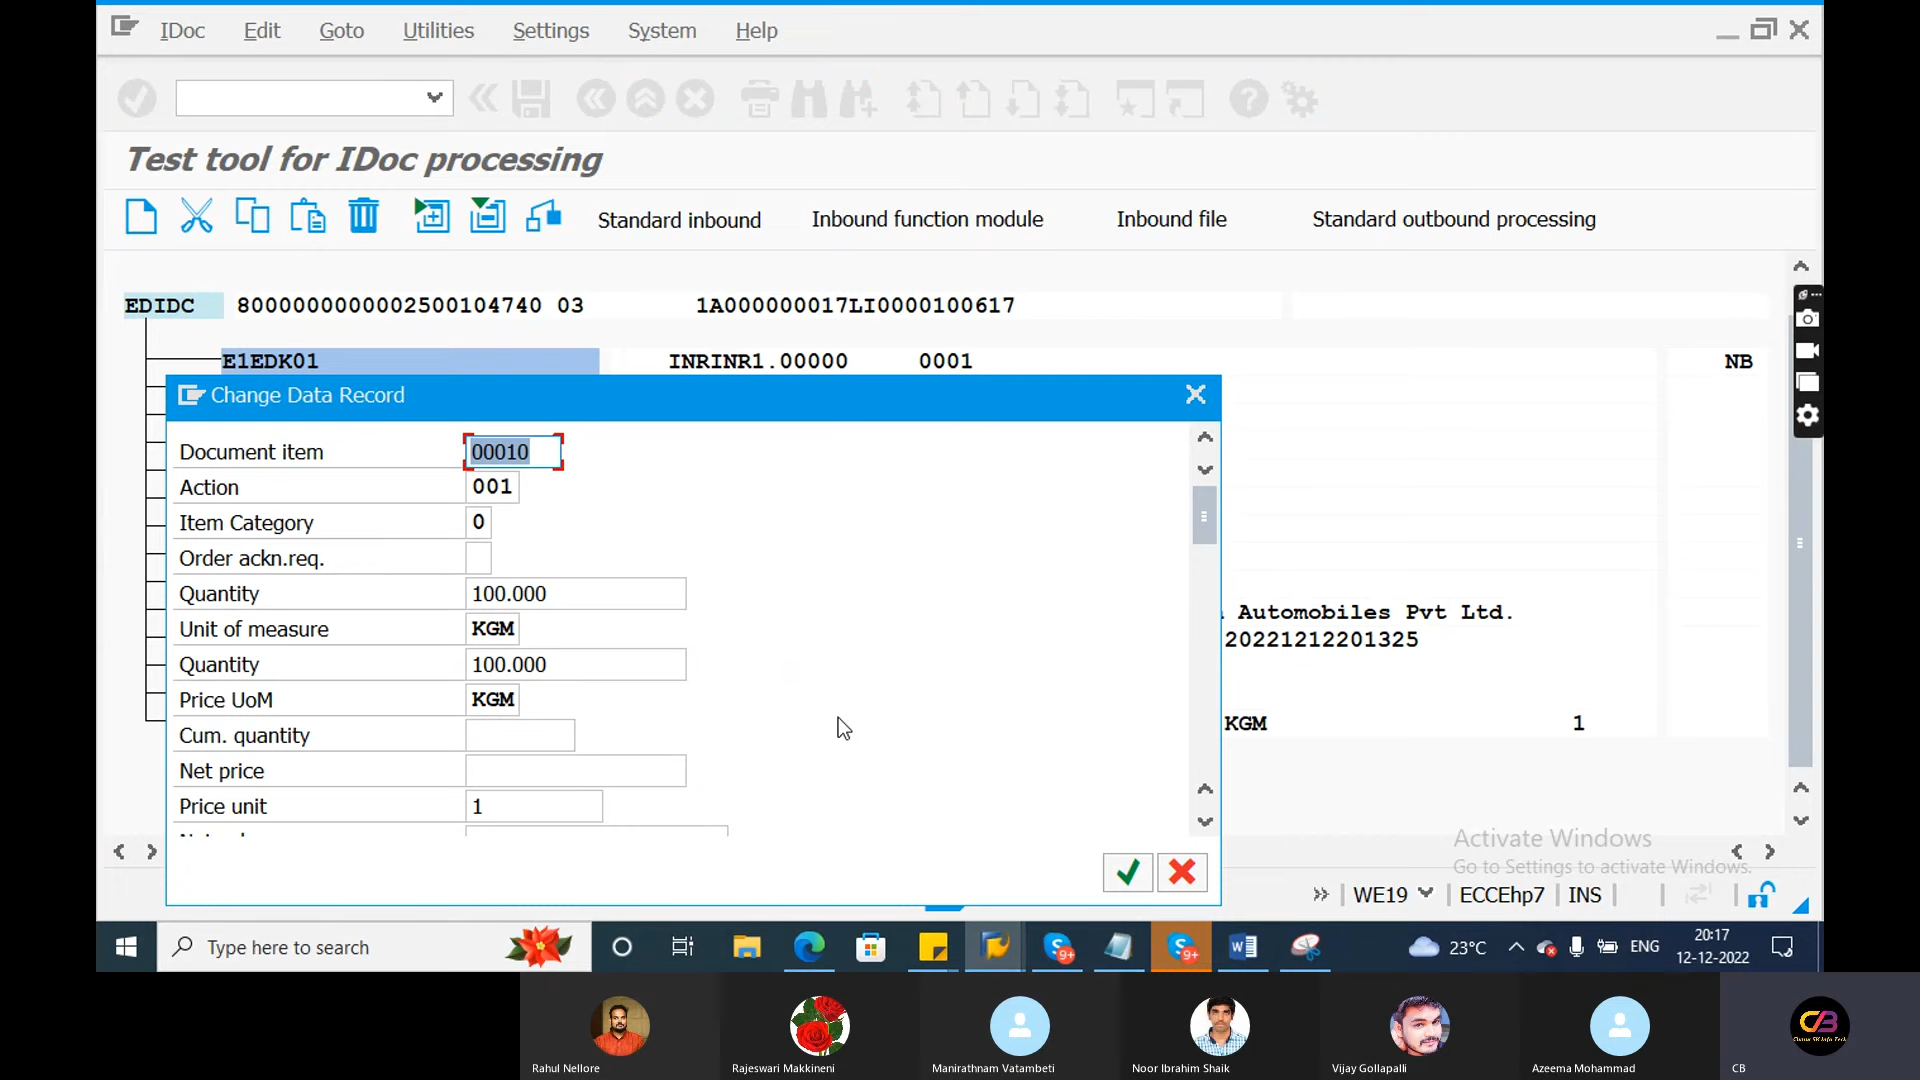 IDoc Edit Goto Utilities Settings System Help
Test tool for IDoc processing
Standard inbound Inbound function module Inbound file Standard outbound processing
EDIDC 8000000000002500104740 03 1A000000017LI0000100617
E1EDK01 INRINR1.00000 0001 NB
Change Data Record
Document item 00010
Action 001
Item Category 0
Order ackn.req.
Quantity 100.000
Automobiles Pvt Ltd.
Unit of measure KGM
20221212201325
Quantity 100.000
Price UoM KGM
KGM 1
Cum. quantity
Net price
Price unit 1
Activate Windows
Go to Settings to activate Windows.
WE19 ECCEhp7 INS
Type here to search
9+
9+
23°C ENG
20:17
12-12-2022
CB
Rahul Nellore Rajeswari Makkineni Manirathnam Vatambeti Noor Ibrahim Shaik Vijay Gollapalli Azeema Mohammad CB